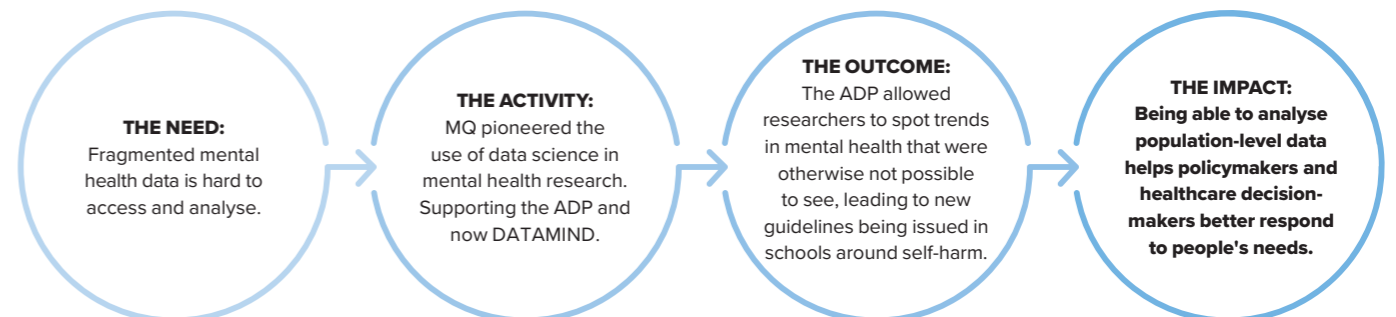 THE NEED:
Fragmented mental
health data is hard to
access and analyse.
THE ACTIVITY:
MQ pioneered the
use of data science in
mental health research.
Supporting the ADP and
now DATAMIND.
THE OUTCOME:
The ADP allowed
researchers to spot trends
in mental health that were
otherwise not possible
to see, leading to new
guidelines being issued in
schools around self-harm.
THE IMPACT:
Being able to analyse
population-level data
helps policymakers and
healthcare decision-
makers better respond
to people's needs.